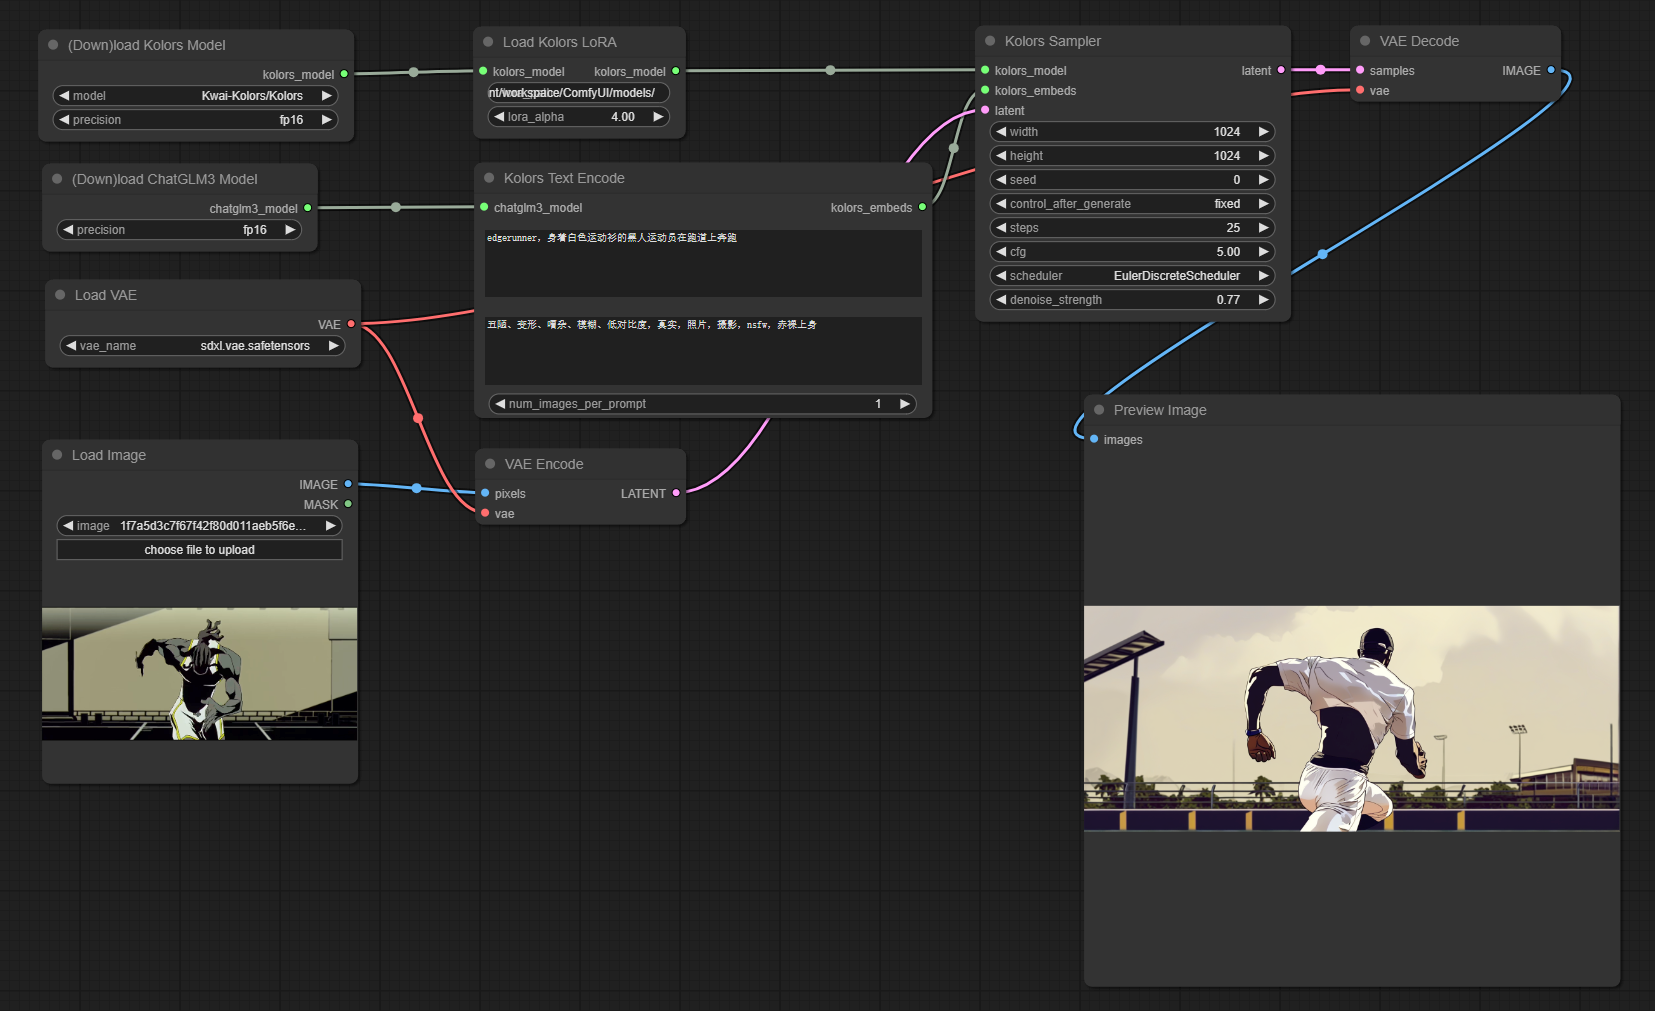 (Down)load Kolors Model
kolors_model
model Kwai-Kolors/Kolors
precision fp16
(Down)load ChatGLM3 Model
chatglm3_model
precision fp16
Load VAE
VAE
vae_name sdxl.vae.safetensors
Load Image
IMAGE
MASK
image 1f7a5d3c7f67f42f80d011aeb5f6e...
choose file to upload
Load Kolors LoRA
kolors_model kolors_model
nt/workspace/ComfyUI/models/
lora_alpha 4.00
Kolors Text Encode
chatglm3_model kolors_embeds
edgerunner，身着白色运动衫的黑人运动员在跑道上奔跑
丑陋、变形、嘈杂、模糊、低对比度，真实，照片，摄影，nsfw，赤裸上身
num_images_per_prompt 1
VAE Encode
pixels LATENT
vae
Kolors Sampler
kolors_model latent
kolors_embeds
latent
width 1024
height 1024
seed 0
control_after_generate fixed
steps 25
cfg 5.00
scheduler EulerDiscreteScheduler
denoise_strength 0.77
VAE Decode
samples IMAGE
vae
Preview Image
images